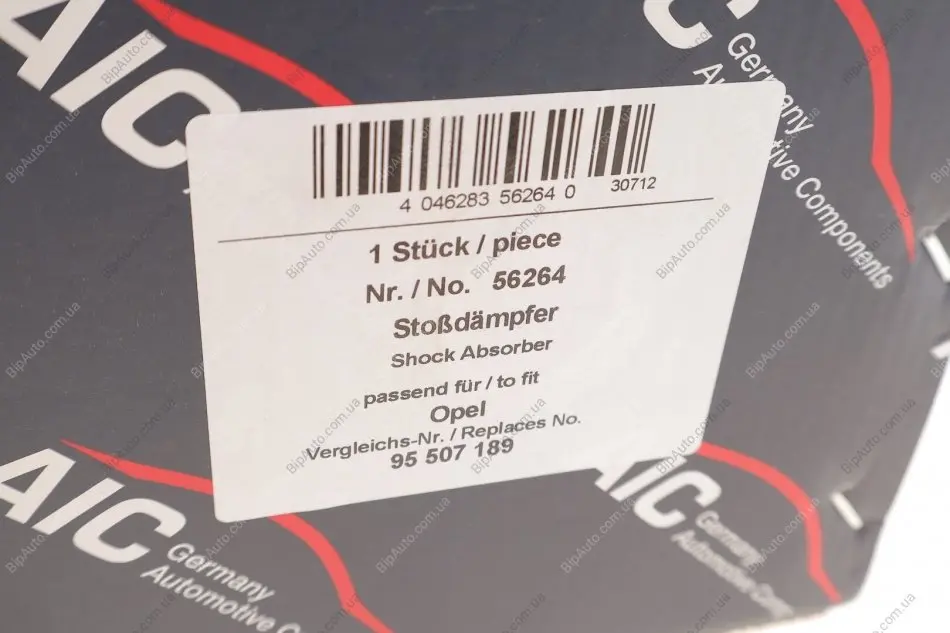 AIC
C
Germany
Automotive Components
4 046283 56264 0 30712
1 Stück / piece
Nr. / No. 56264
Stoßdämpfer
Shock Absorber
passend für / to fit
Opel
Vergleichs-Nr. / Replaces No.
95 507 189
AIC
Germany
Automotive C
AIC
Germany
Automotive Comp
BipAuto.com.ua